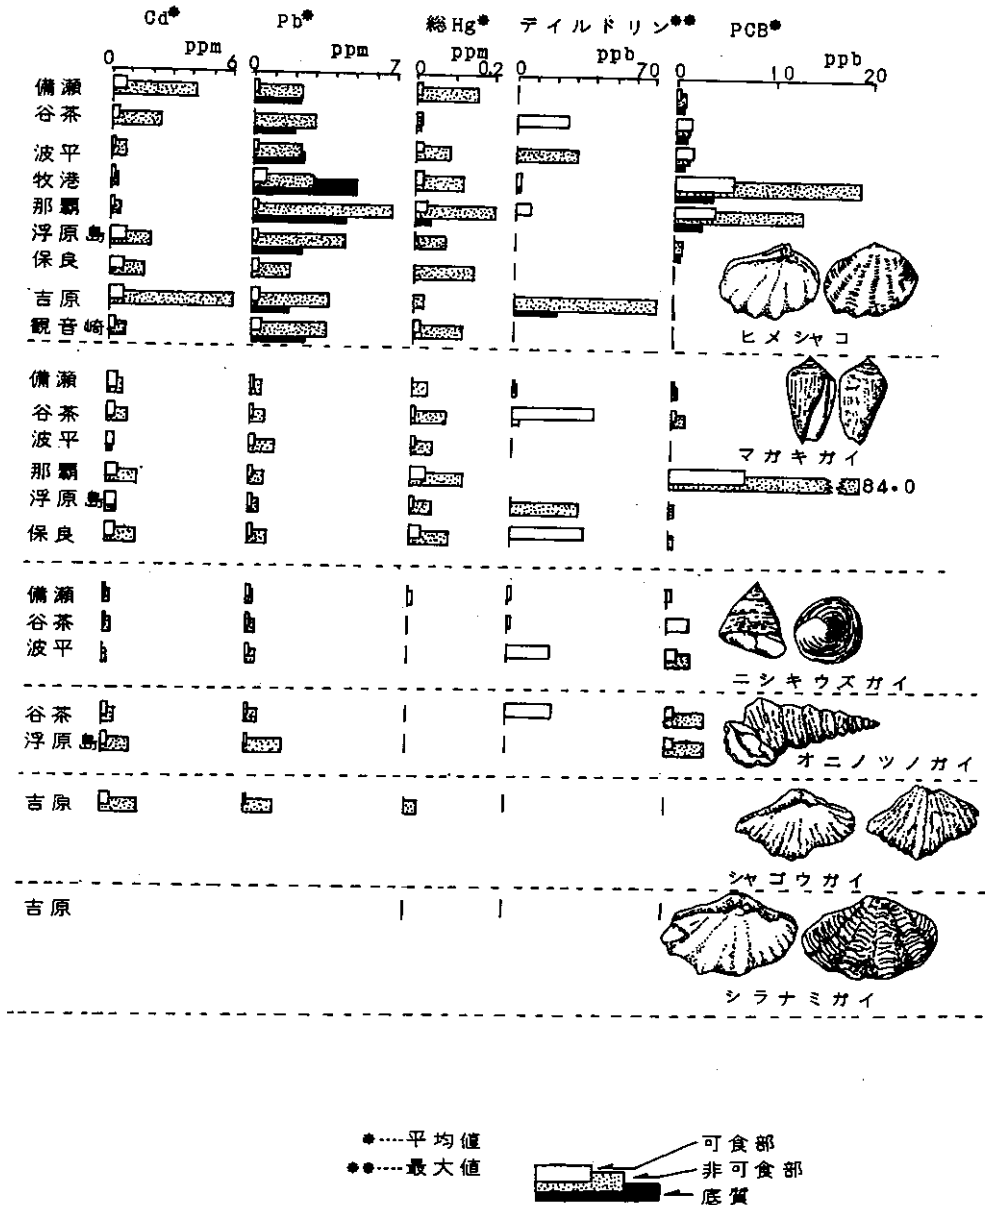 Cd* Pb* 総Hg* デイルドリン** PCB*
ppm ppm ppm ppb ppb
0 6 0 7 0 0.2 0 70 0 10 20
備瀬
谷茶
波平
牧港
那覇
浮原島
保良
吉原
観音崎
ヒメシャコ
備瀬
谷茶
波平
マガキガイ
那覇
84.0
浮原島
保良
備瀬
谷茶
波平
ニシキウズガイ
谷茶
浮原島
オニノツノガイ
吉原
シャゴウガイ
吉原
シラナミガイ
*----平均値
**----最大値
可食部
非可食部
底質